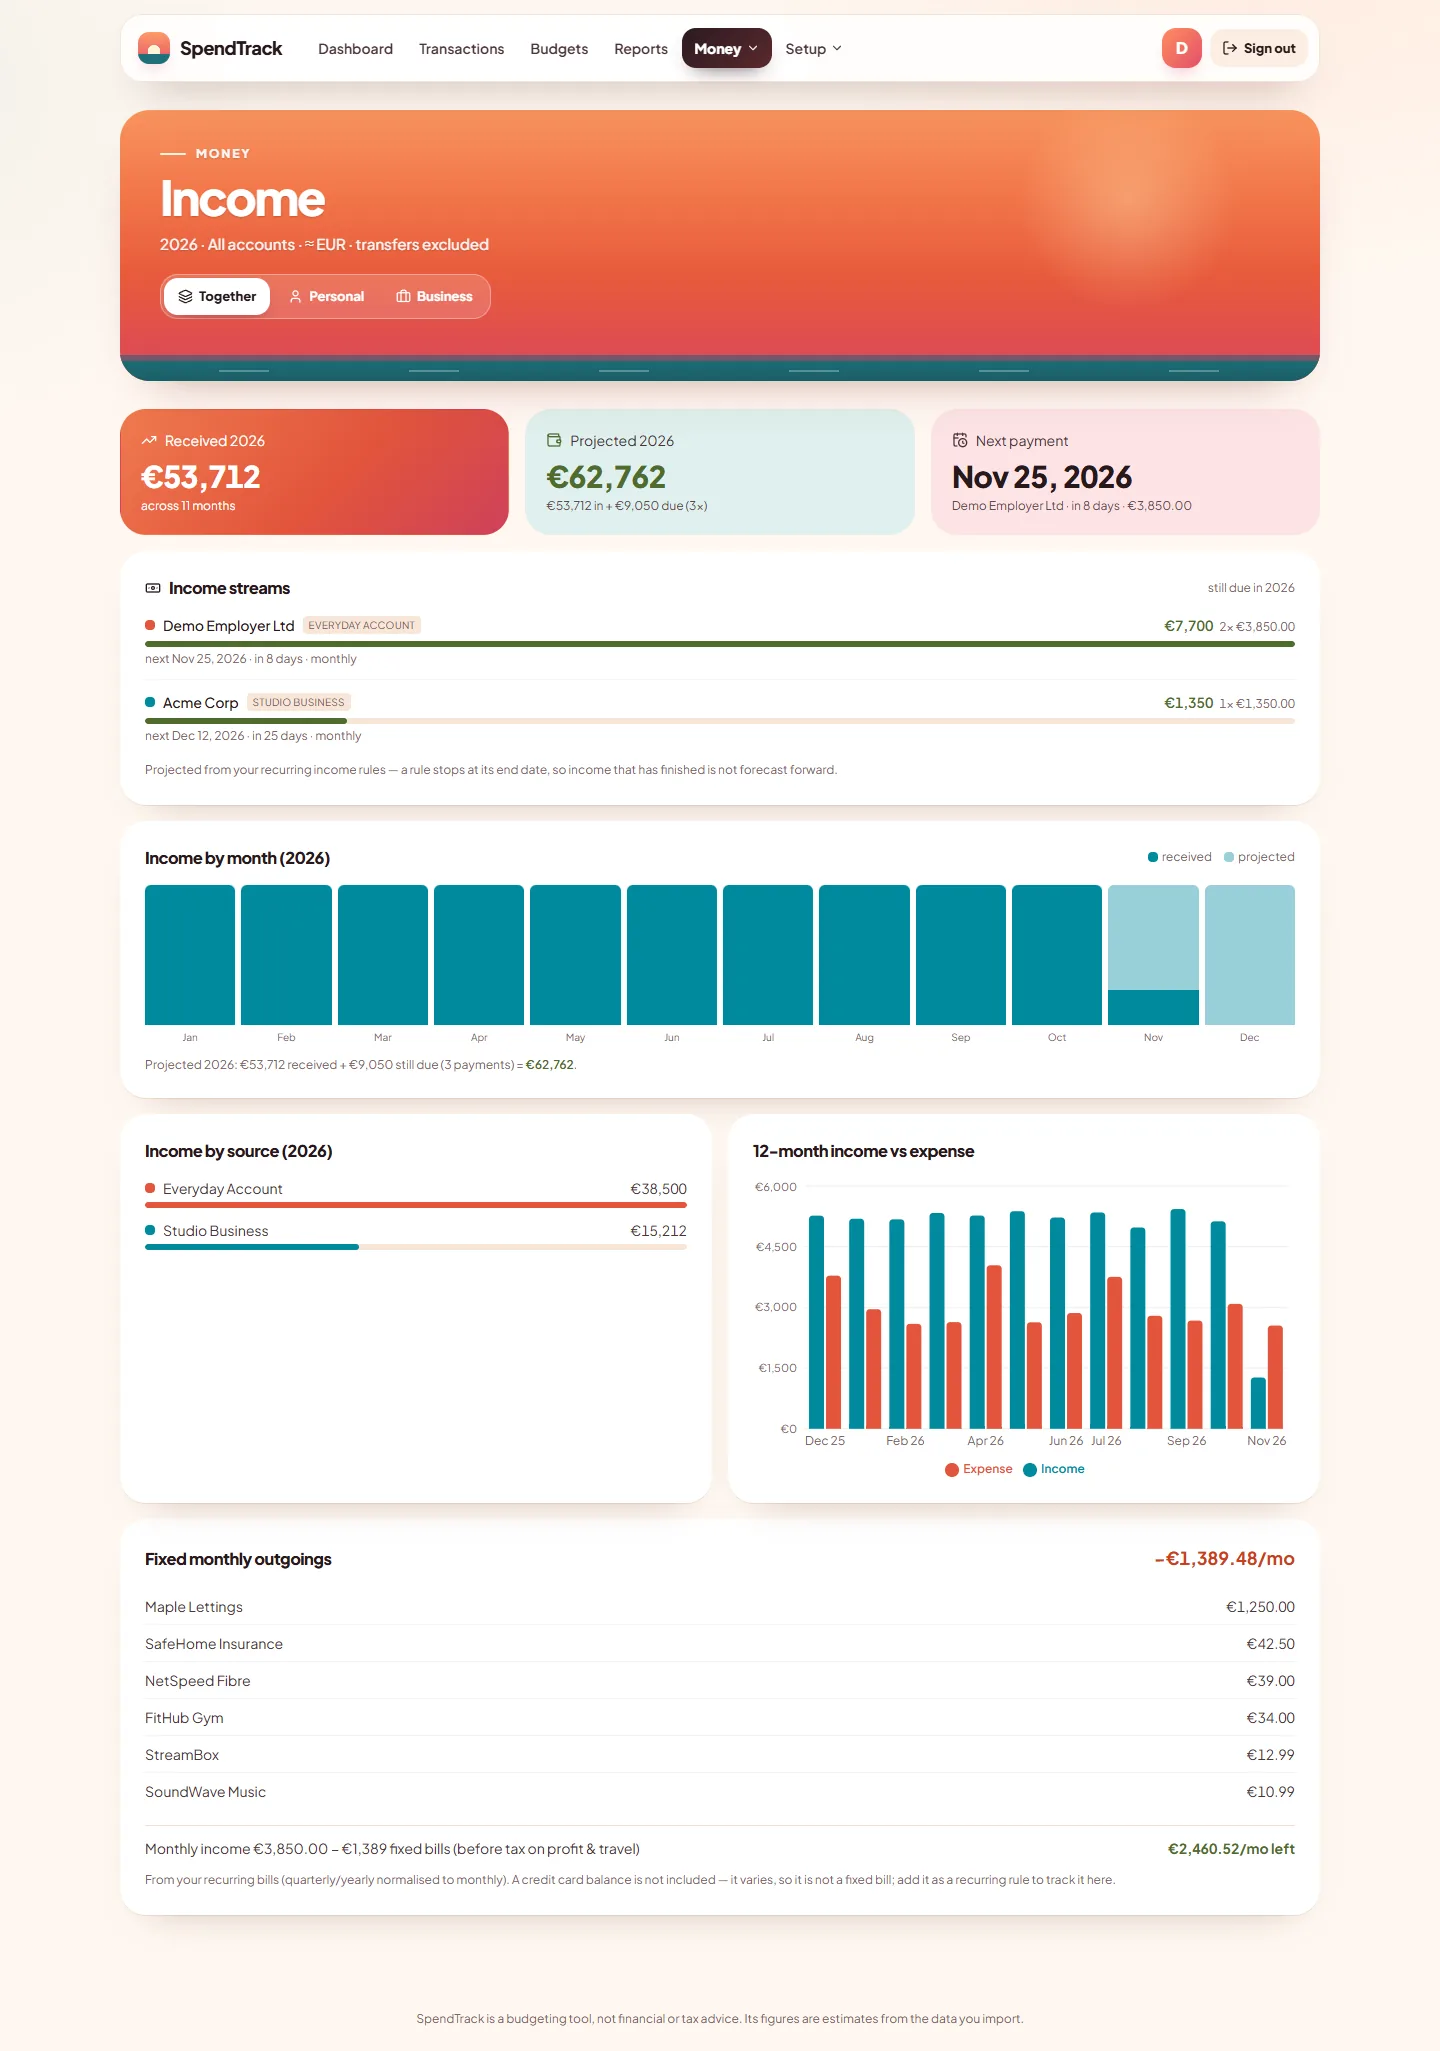 SpendTrack Dashboard Transactions Budgets Reports Money Setup D Sign out
MONEY
Income
2026 · All accounts · ≈ EUR · transfers excluded
Together Personal Business
Received 2026
€53,712
across 11 months
Projected 2026
€62,762
€53,712 in + €9,050 due (3×)
Next payment
Nov 25, 2026
Demo Employer Ltd · in 8 days · €3,850.00
Income streams still due in 2026
Demo Employer Ltd EVERYDAY ACCOUNT €7,700 2× €3,850.00
next Nov 25, 2026 · in 8 days · monthly
Acme Corp STUDIO BUSINESS €1,350 1× €1,350.00
next Dec 12, 2026 · in 25 days · monthly
Projected from your recurring income rules — a rule stops at its end date, so income that has finished is not forecast forward.
Income by month (2026) received projected
Jan Feb Mar Apr May Jun Jul Aug Sep Oct Nov Dec
Projected 2026: €53,712 received + €9,050 still due (3 payments) = €62,762.
Income by source (2026)
Everyday Account €38,500
Studio Business €15,212
12-month income vs expense
€6,000
€4,500
€3,000
€1,500
€0
Dec 25 Feb 26 Apr 26 Jun 26 Jul 26 Sep 26 Nov 26
Expense Income
Fixed monthly outgoings −€1,389.48/mo
Maple Lettings €1,250.00
SafeHome Insurance €42.50
NetSpeed Fibre €39.00
FitHub Gym €34.00
StreamBox €12.99
SoundWave Music €10.99
Monthly income €3,850.00 − €1,389 fixed bills (before tax on profit & travel) €2,460.52/mo left
From your recurring bills (quarterly/yearly normalised to monthly). A credit card balance is not included — it varies, so it is not a fixed bill; add it as a recurring rule to track it here.
SpendTrack is a budgeting tool, not financial or tax advice. Its figures are estimates from the data you import.